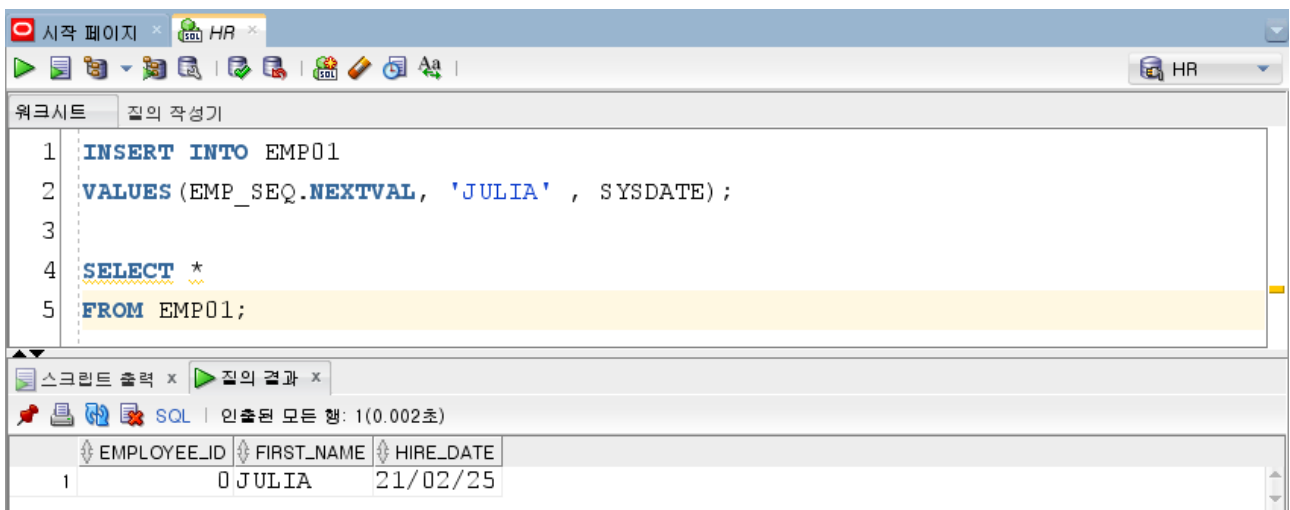 시작 페이지 HR
HR
워크시트 질의 작성기
1 INSERT INTO EMP01
2 VALUES(EMP_SEQ.NEXTVAL, 'JULIA' , SYSDATE);
3
4 SELECT *
5 FROM EMP01;
스크립트 출력 x 질의 결과 x
SQL | 인출된 모든 행: 1(0.002초)
EMPLOYEE_ID FIRST_NAME HIRE_DATE
1 0 JULIA 21/02/25